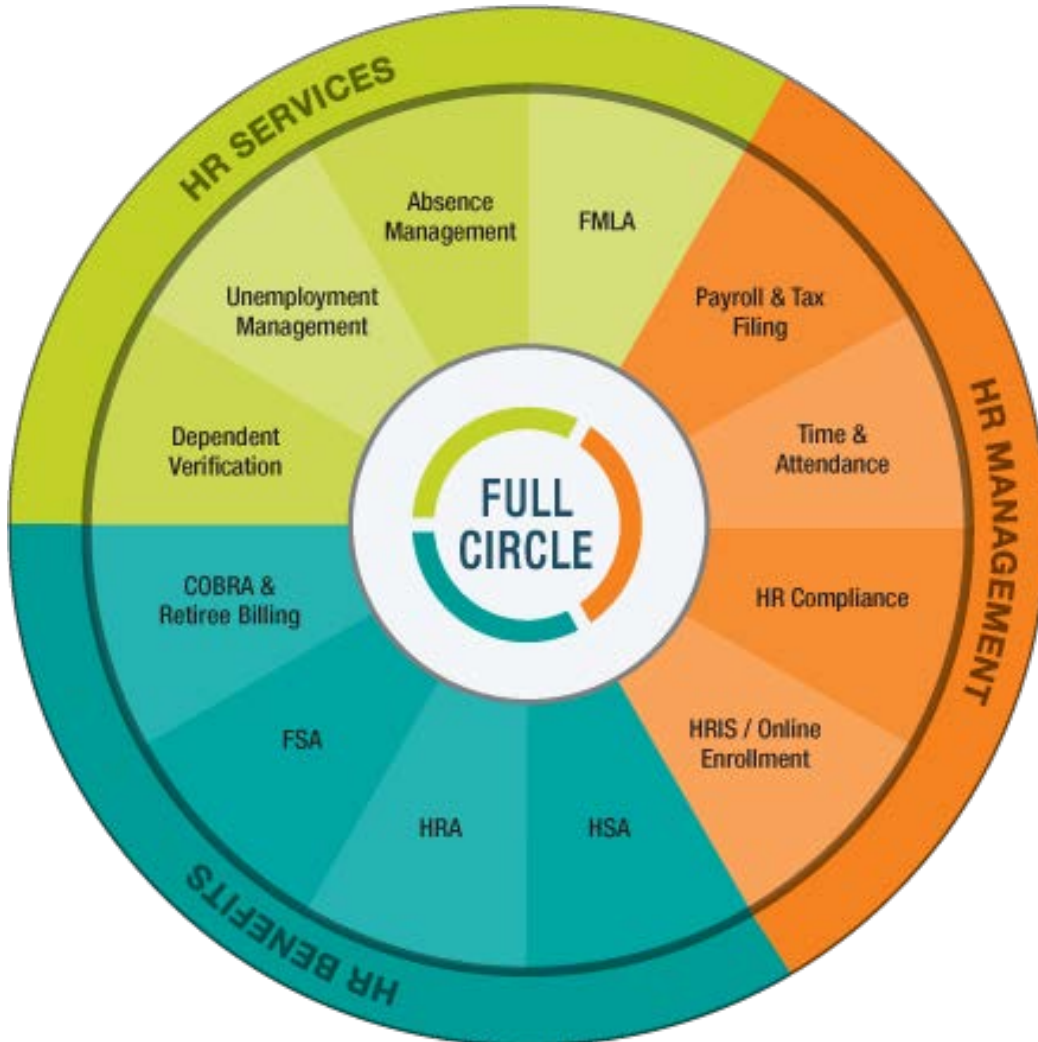 HR SERVICES
Absence
Management
FMLA
Unemployment
Management
Payroll & Tax
Filing
Dependent
Verification
Time &
Attendance
HR MANAGEMENT
FULL
CIRCLE
COBRA &
Retiree Billing
HR Compliance
FSA
HRIS / Online
Enrollment
HRA
HSA
HR BENEFITS